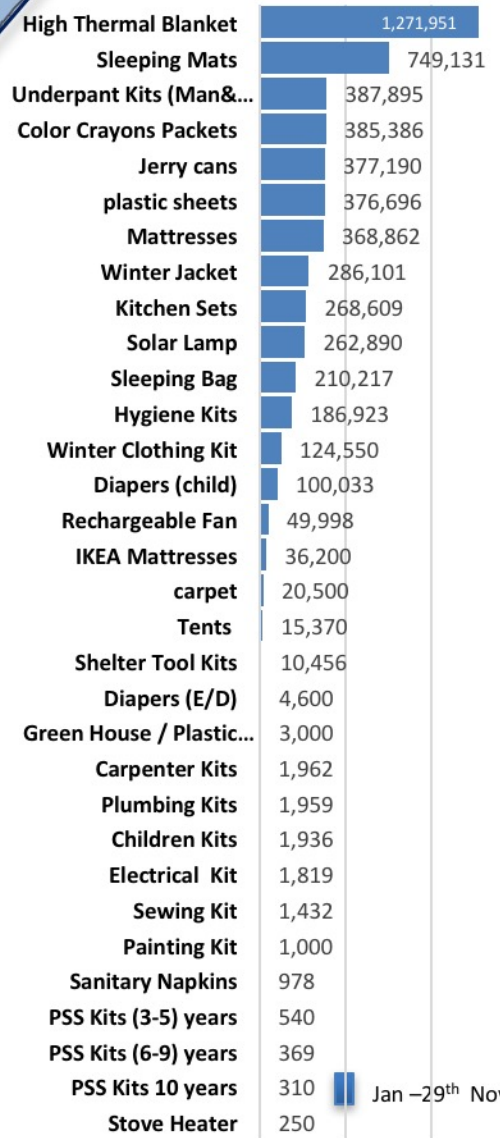 High Thermal Blanket 1,271,951
Sleeping Mats 749,131
Underpant Kits (Man&... 387,895
Color Crayons Packets 385,386
Jerry cans 377,190
plastic sheets 376,696
Mattresses 368,862
Winter Jacket 286,101
Kitchen Sets 268,609
Solar Lamp 262,890
Sleeping Bag 210,217
Hygiene Kits 186,923
Winter Clothing Kit 124,550
Diapers (child) 100,033
Rechargeable Fan 49,998
IKEA Mattresses 36,200
carpet 20,500
Tents 15,370
Shelter Tool Kits 10,456
Diapers (E/D) 4,600
Green House / Plastic... 3,000
Carpenter Kits 1,962
Plumbing Kits 1,959
Children Kits 1,936
Electrical Kit 1,819
Sewing Kit 1,432
Painting Kit 1,000
Sanitary Napkins 978
PSS Kits (3-5) years 540
PSS Kits (6-9) years 369
PSS Kits 10 years 310 Jan –29th Nov
Stove Heater 250